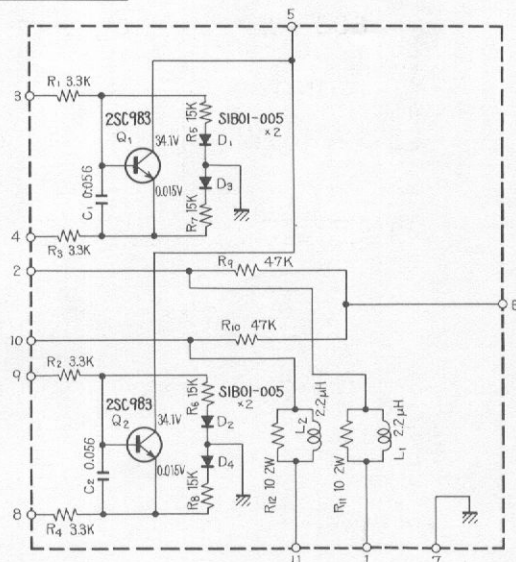 5
3
R1 3.3K
2SC983
Q1
34.1V
0.015V
R5 15K
S1B01-005
×2
D1
D3
R7 15K
C1 0.056
4
R3 3.3K
2
R9 47K
6
10
R10 47K
R2 3.3K
9
2SC983
Q2
34.1V
0.015V
R6 15K
S1B01-005
×2
D2
D4
R8 15K
C2 0.056
8
R4 3.3K
L2
2.2μH
R12 10 2W
L1
2.2μH
R11 10 2W
11
1
7